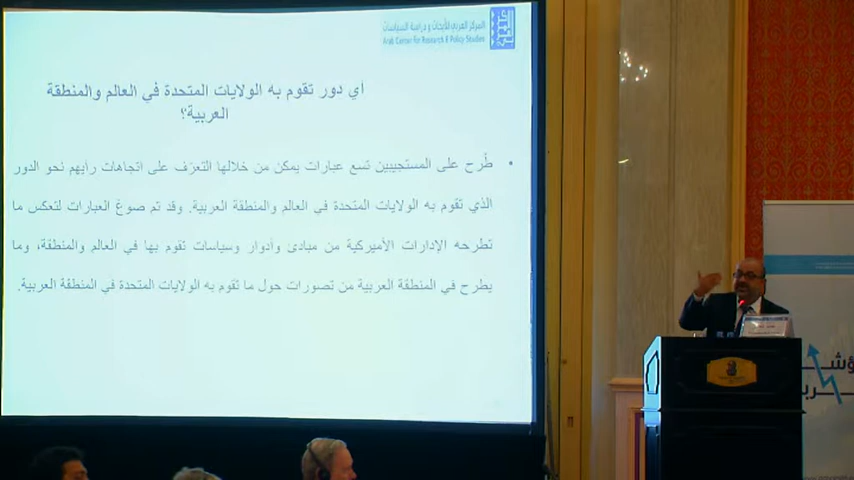 المركز العربي للأبحاث و دراسة السياسات
Arab Center for Research & Policy Studies
أي دور تقوم به الولايات المتحدة في العالم والمنطقة
العربية؟
• طُرح على المستجيبين تسع عبارات يمكن من خلالها التعرّف على اتجاهات رأيهم نحو الدور
الذي تقوم به الولايات المتحدة في العالم والمنطقة العربية. وقد تم صوغ العبارات لتعكس ما
تطرحه الإدارات الأميركية من مبادئ وأدوار وسياسات تقوم بها في العالم والمنطقة، وما
يطرح في المنطقة العربية من تصورات حول ما تقوم به الولايات المتحدة في المنطقة العربية.